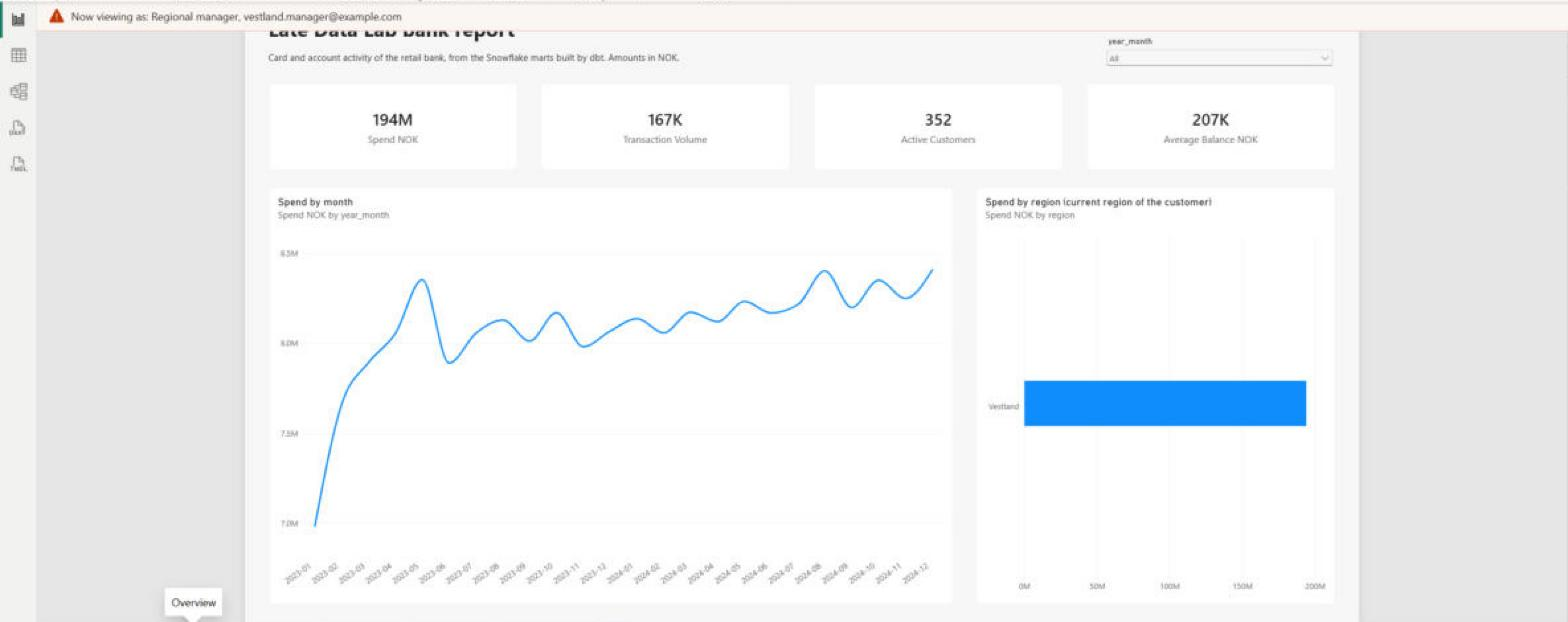 Now viewing as: Regional manager, vestland.manager@example.com
Late Data Lab bank report
year_month
Card and account activity of the retail bank, from the Snowflake marts built by dbt. Amounts in NOK.
All
194M
Spend NOK
167K
Transaction Volume
352
Active Customers
207K
Average Balance NOK
Spend by month
Spend NOK by year_month
8.5M
8.0M
7.5M
7.0M
2023-01
2023-02
2023-03
2023-04
2023-05
2023-06
2023-07
2023-08
2023-09
2023-10
2023-11
2023-12
2024-01
2024-02
2024-03
2024-04
2024-05
2024-06
2024-07
2024-08
2024-09
2024-10
2024-11
2024-12
Spend by region (current region of the customer)
Spend NOK by region
Vestland
0M
50M
100M
150M
200M
Overview